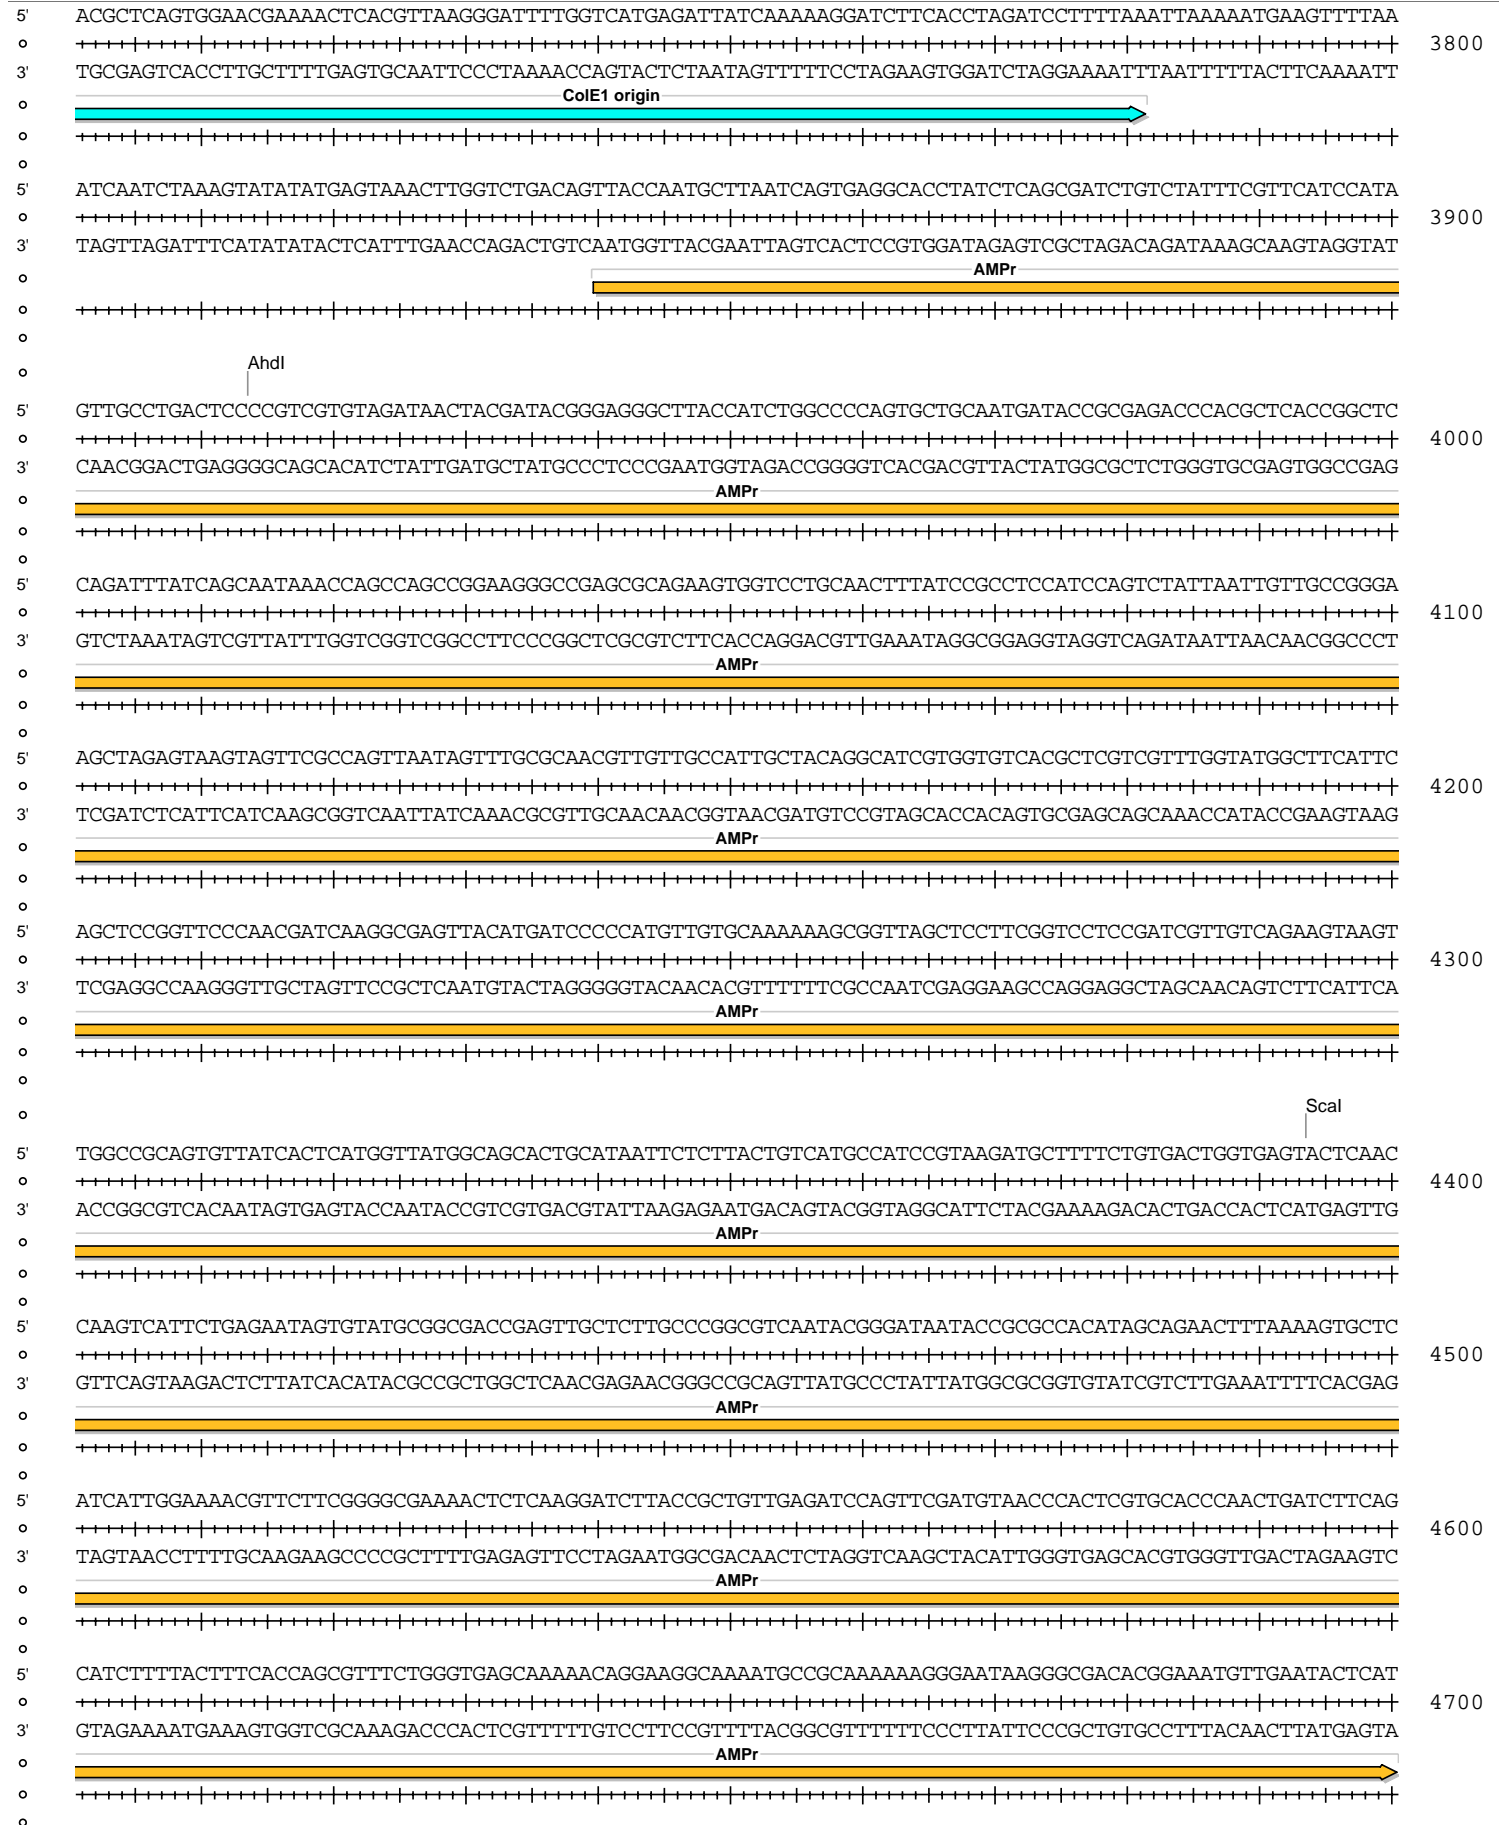 5' ACGCTCAGTGGAACGAAAACTCACGTTAAGGGATTTTGGTCATGAGATTATCAAAAAGGATCTTCACCTAGATCCTTTTAAATTAAAAATGAAGTTTTAA
3800
3' TGCGAGTCACCTTGCTTTTGAGTGCAATTCCCTAAAACCAGTACTCTAATAGTTTTTCCTAGAAGTGGATCTAGGAAAATTTAATTTTTACTTCAAAATT
ColE1 origin
5' ATCAATCTAAAGTATATATGAGTAAACTTGGTCTGACAGTTACCAATGCTTAATCAGTGAGGCACCTATCTCAGCGATCTGTCTATTTCGTTCATCCATA
3900
3' TAGTTAGATTTCATATATACTCATTTGAACCAGACTGTCAATGGTTACGAATTAGTCACTCCGTGGATAGAGTCGCTAGACAGATAAAGCAAGTAGGTAT
AMPr
AhdI
5' GTTGCCTGACTCCCCGTCGTGTAGATAACTACGATACGGGAGGGCTTACCATCTGGCCCCAGTGCTGCAATGATACCGCGAGACCCACGCTCACCGGCTC
4000
3' CAACGGACTGAGGGGCAGCACATCTATTGATGCTATGCCCTCCCGAATGGTAGACCGGGGTCACGACGTTACTATGGCGCTCTGGGTGCGAGTGGCCGAG
AMPr
5' CAGATTTATCAGCAATAAACCAGCCAGCCGGAAGGGCCGAGCGCAGAAGTGGTCCTGCAACTTTATCCGCCTCCATCCAGTCTATTAATTGTTGCCGGGA
4100
3' GTCTAAATAGTCGTTATTTGGTCGGTCGGCCTTCCCGGCTCGCGTCTTCACCAGGACGTTGAAATAGGCGGAGGTAGGTCAGATAATTAACAACGGCCCT
AMPr
5' AGCTAGAGTAAGTAGTTCGCCAGTTAATAGTTTGCGCAACGTTGTTGCCATTGCTACAGGCATCGTGGTGTCACGCTCGTCGTTTGGTATGGCTTCATTC
4200
3' TCGATCTCATTCATCAAGCGGTCAATTATCAAACGCGTTGCAACAACGGTAACGATGTCCGTAGCACCACAGTGCGAGCAGCAAACCATACCGAAGTAAG
AMPr
5' AGCTCCGGTTCCCAACGATCAAGGCGAGTTACATGATCCCCCATGTTGTGCAAAAAAGCGGTTAGCTCCTTCGGTCCTCCGATCGTTGTCAGAAGTAAGT
4300
3' TCGAGGCCAAGGGTTGCTAGTTCCGCTCAATGTACTAGGGGGTACAACACGTTTTTTCGCCAATCGAGGAAGCCAGGAGGCTAGCAACAGTCTTCATTCA
AMPr
ScaI
5' TGGCCGCAGTGTTATCACTCATGGTTATGGCAGCACTGCATAATTCTCTTACTGTCATGCCATCCGTAAGATGCTTTTCTGTGACTGGTGAGTACTCAAC
4400
3' ACCGGCGTCACAATAGTGAGTACCAATACCGTCGTGACGTATTAAGAGAATGACAGTACGGTAGGCATTCTACGAAAAGACACTGACCACTCATGAGTTG
AMPr
5' CAAGTCATTCTGAGAATAGTGTATGCGGCGACCGAGTTGCTCTTGCCCGGCGTCAATACGGGATAATACCGCGCCACATAGCAGAACTTTAAAAGTGCTC
4500
3' GTTCAGTAAGACTCTTATCACATACGCCGCTGGCTCAACGAGAACGGGCCGCAGTTATGCCCTATTATGGCGCGGTGTATCGTCTTGAAATTTTCACGAG
AMPr
5' ATCATTGGAAAACGTTCTTCGGGGCGAAAACTCTCAAGGATCTTACCGCTGTTGAGATCCAGTTCGATGTAACCCACTCGTGCACCCAACTGATCTTCAG
4600
3' TAGTAACCTTTTGCAAGAAGCCCCGCTTTTGAGAGTTCCTAGAATGGCGACAACTCTAGGTCAAGCTACATTGGGTGAGCACGTGGGTTGACTAGAAGTC
AMPr
5' CATCTTTTACTTTCACCAGCGTTTCTGGGTGAGCAAAAACAGGAAGGCAAAATGCCGCAAAAAAGGGAATAAGGGCGACACGGAAATGTTGAATACTCAT
4700
3' GTAGAAAATGAAAGTGGTCGCAAAGACCCACTCGTTTTTGTCCTTCCGTTTTACGGCGTTTTTTCCCTTATTCCCGCTGTGCCTTTACAACTTATGAGTA
AMPr